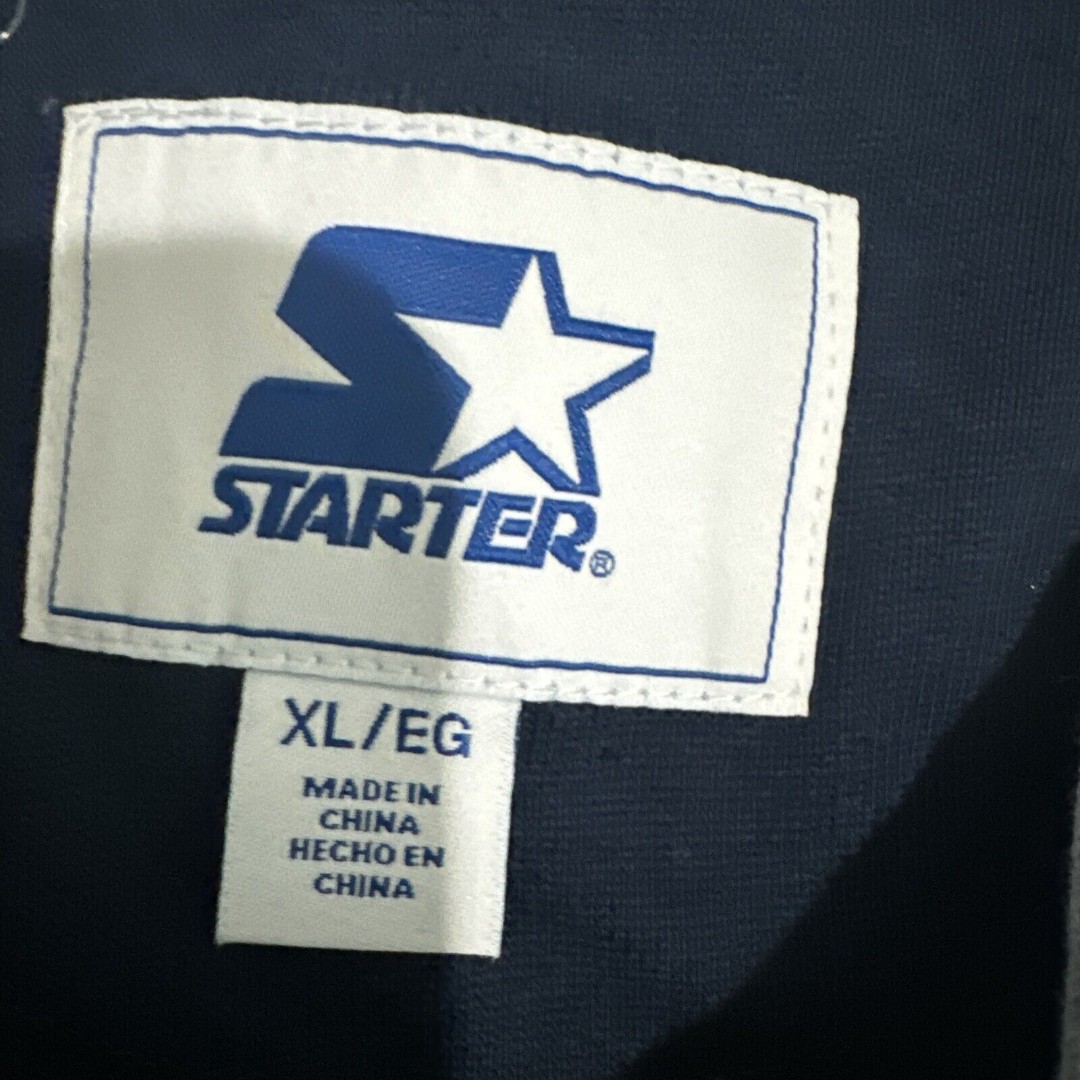 STARTER®
XL/EG
MADE IN
CHINA
HECHO EN
CHINA